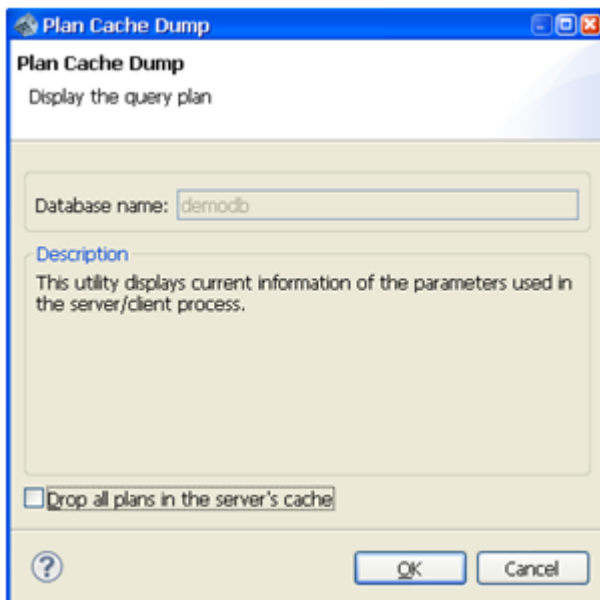 Plan Cache Dump
Plan Cache Dump
Display the query plan
Database name: demodb
Description
This utility displays current information of the parameters used in
the server/client process.
Drop all plans in the server's cache
?
OK Cancel